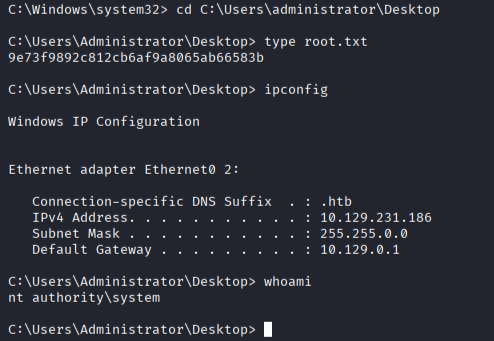 C:\Windows\system32> cd C:\Users\administrator\Desktop
C:\Users\Administrator\Desktop> type root.txt
9e73f9892c812cb6af9a8065ab66583b
C:\Users\Administrator\Desktop> ipconfig
Windows IP Configuration
Ethernet adapter Ethernet0 2:
Connection-specific DNS Suffix  . : .htb
IPv4 Address. . . . . . . . . . . : 10.129.231.186
Subnet Mask . . . . . . . . . . . : 255.255.0.0
Default Gateway . . . . . . . . . : 10.129.0.1
C:\Users\Administrator\Desktop> whoami
nt authority\system
C:\Users\Administrator\Desktop>